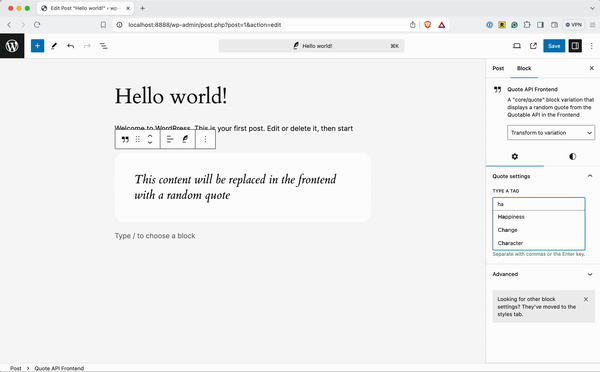 Edit Post "Hello world!" ‹ wp
localhost:8888/wp-admin/post.php?post=1&action=edit
VPN
Hello world!
⌘K
Save
Post
Block
Hello world!
Welcome to WordPress. This is your first post. Edit or delete it, then start
This content will be replaced in the frontend
with a random quote
Type / to choose a block
Quote API Frontend
A "core/quote" block variation that
displays a random quote from the
Quotable API in the Frontend
Transform to variation
Quote settings
TYPE A TAG
ha
Happiness
Change
Character
Separate with commas or the Enter key.
Advanced
Looking for other block
settings? They've moved to the
styles tab.
Post > Quote API Frontend